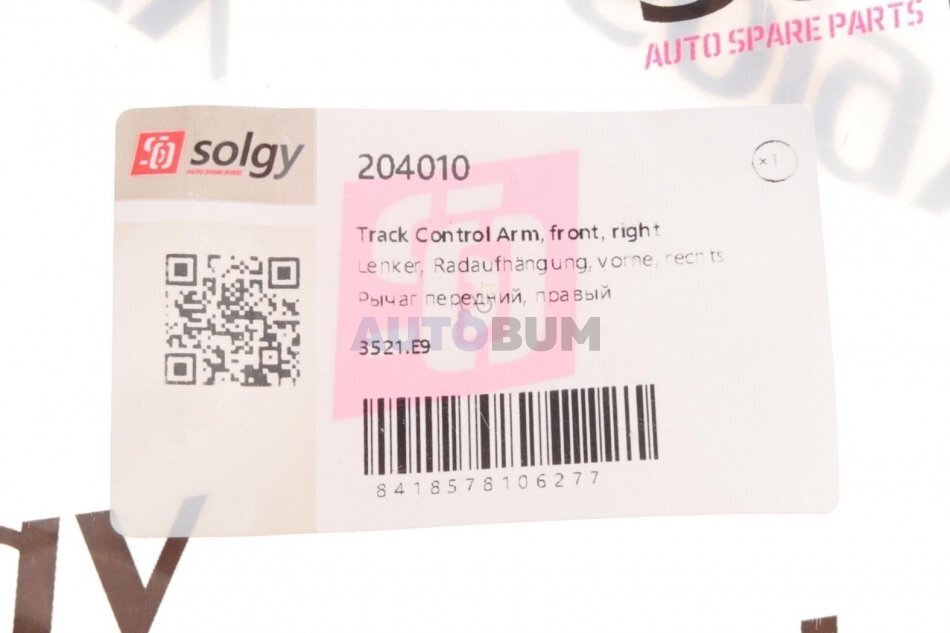 AUTO SPARE PARTS
solgy
AUTO SPARE PARTS
204010
x1
Track Control Arm, front, right
Lenker, Radaufhängung, vorne, rechts
Рычаг передний, правый
AUTOBUM
3521.E9
8418578106277